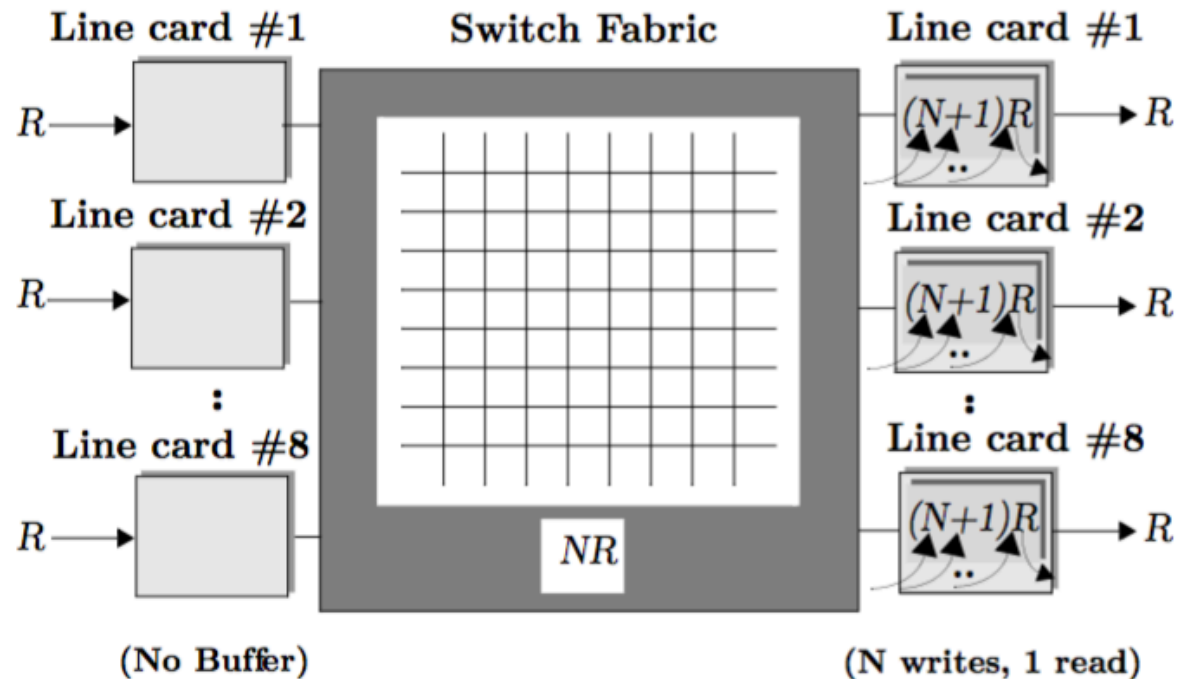 Line card #1
Switch Fabric
Line card #1
R
(N+1)R
..
R
Line card #2
Line card #2
R
(N+1)R
..
R
:
:
Line card #8
Line card #8
R
(N+1)R
..
R
NR
(No Buffer)
(N writes, 1 read)